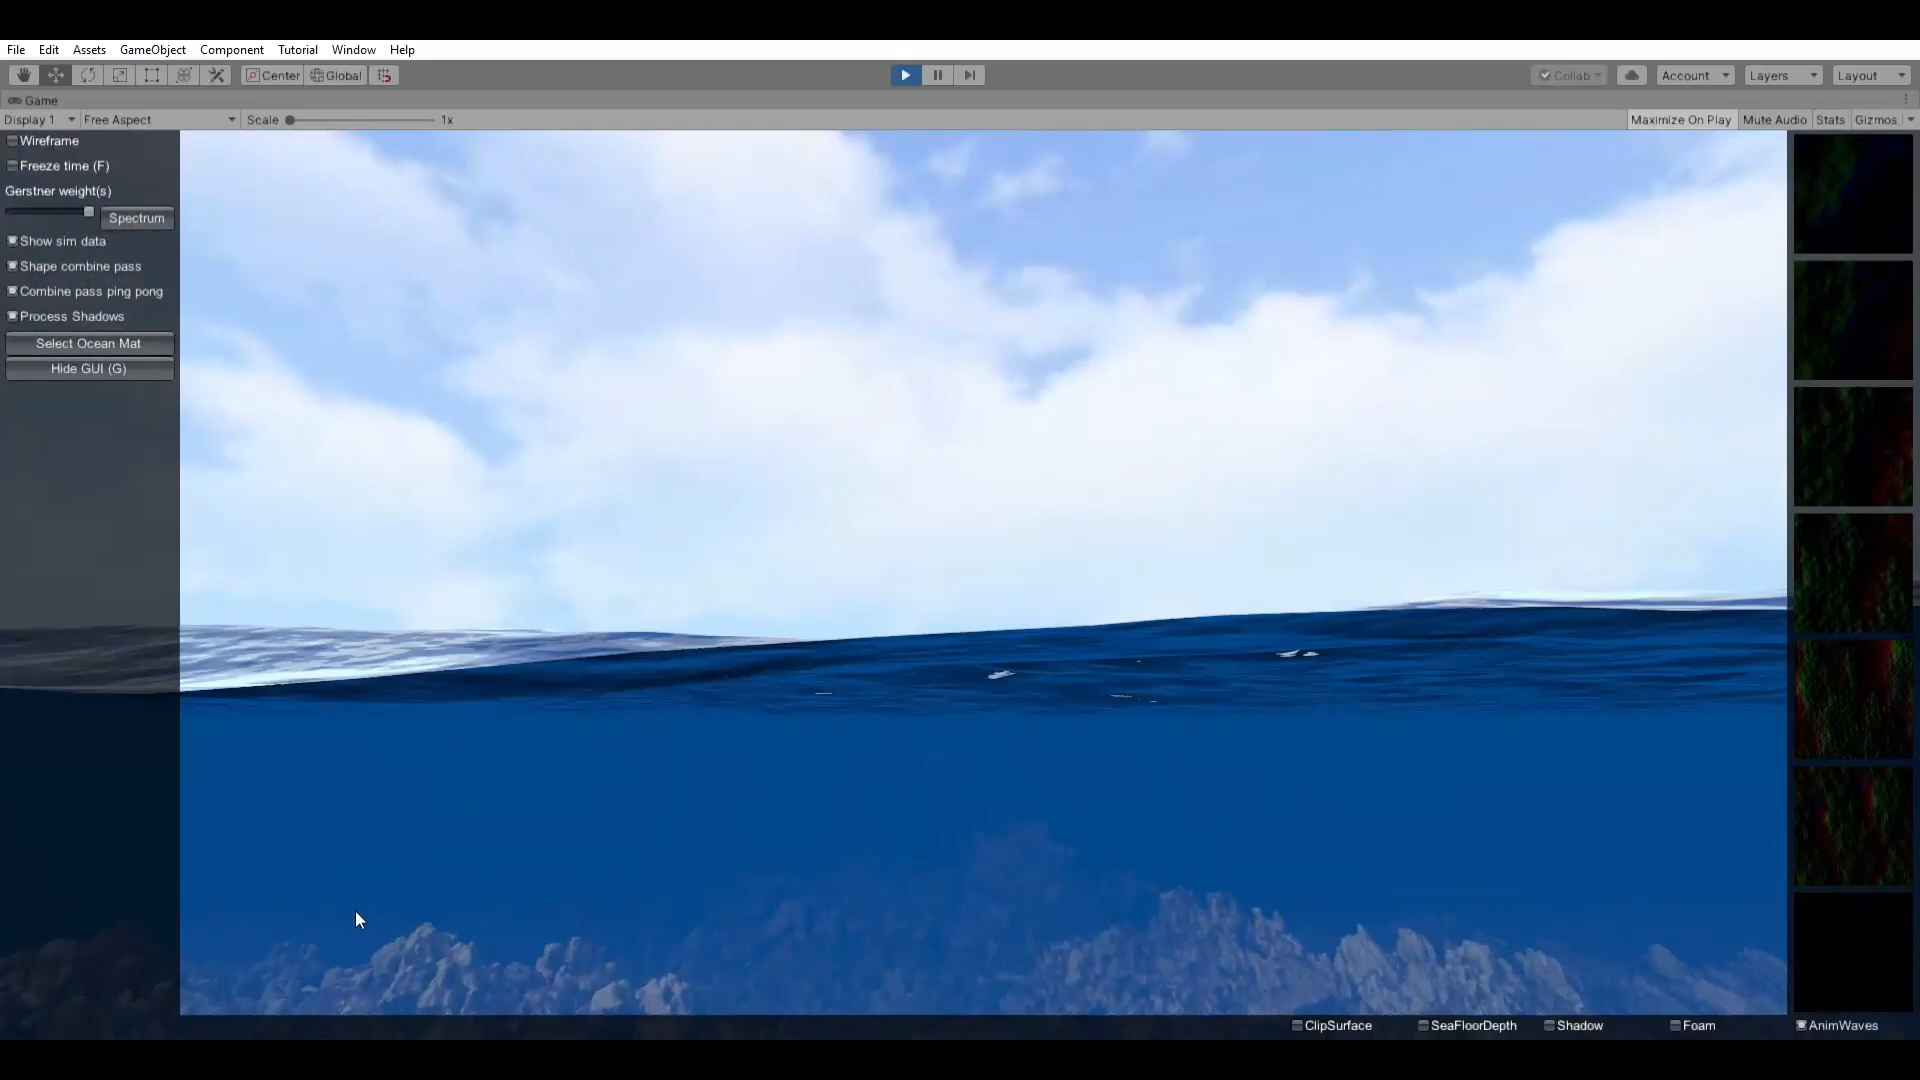 File Edit Assets GameObject Component Tutorial Window Help
Center Global Collab Account Layers Layout
Game
Display 1 Free Aspect Scale 1x Maximize On Play Mute Audio Stats Gizmos
Wireframe
Freeze time (F)
Gerstner weight(s)
Spectrum
Show sim data
Shape combine pass
Combine pass ping pong
Process Shadows
Select Ocean Mat
Hide GUI (G)
ClipSurface SeaFloorDepth Shadow Foam AnimWaves